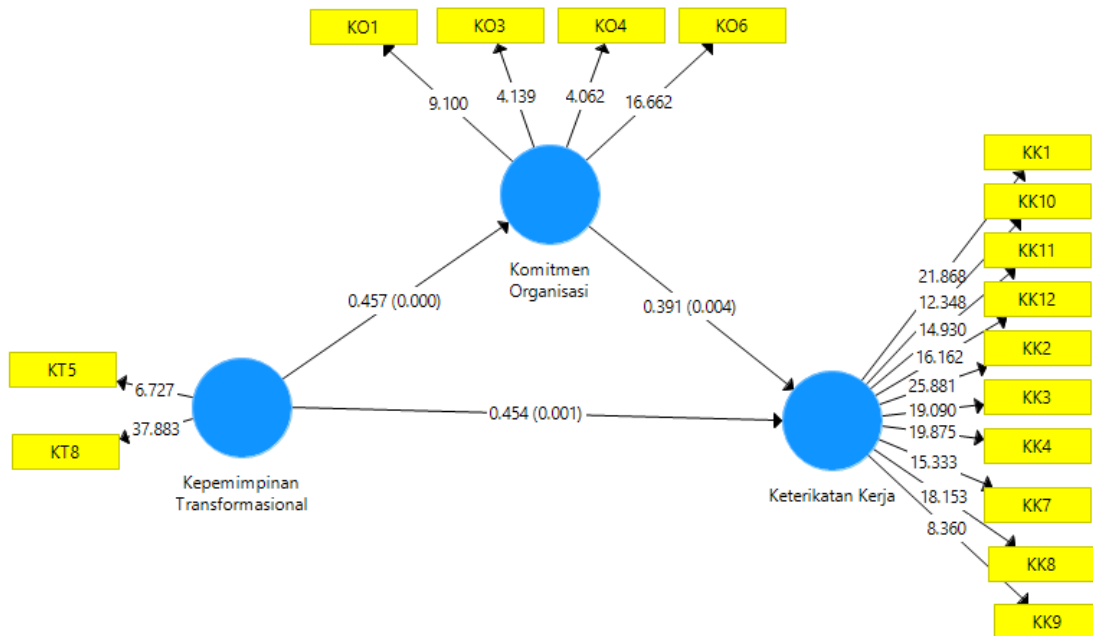 KO1
KO3
KO4
KO6
9.100
4.139
4.062
16.662
Komitmen
Organisasi
0.457 (0.000)
0.391 (0.004)
KT5
6.727
KT8
37.883
Kepemimpinan
Transformasional
0.454 (0.001)
Keterikatan Kerja
21.868
12.348
14.930
16.162
25.881
19.090
19.875
15.333
18.153
8.360
KK1
KK10
KK11
KK12
KK2
KK3
KK4
KK7
KK8
KK9